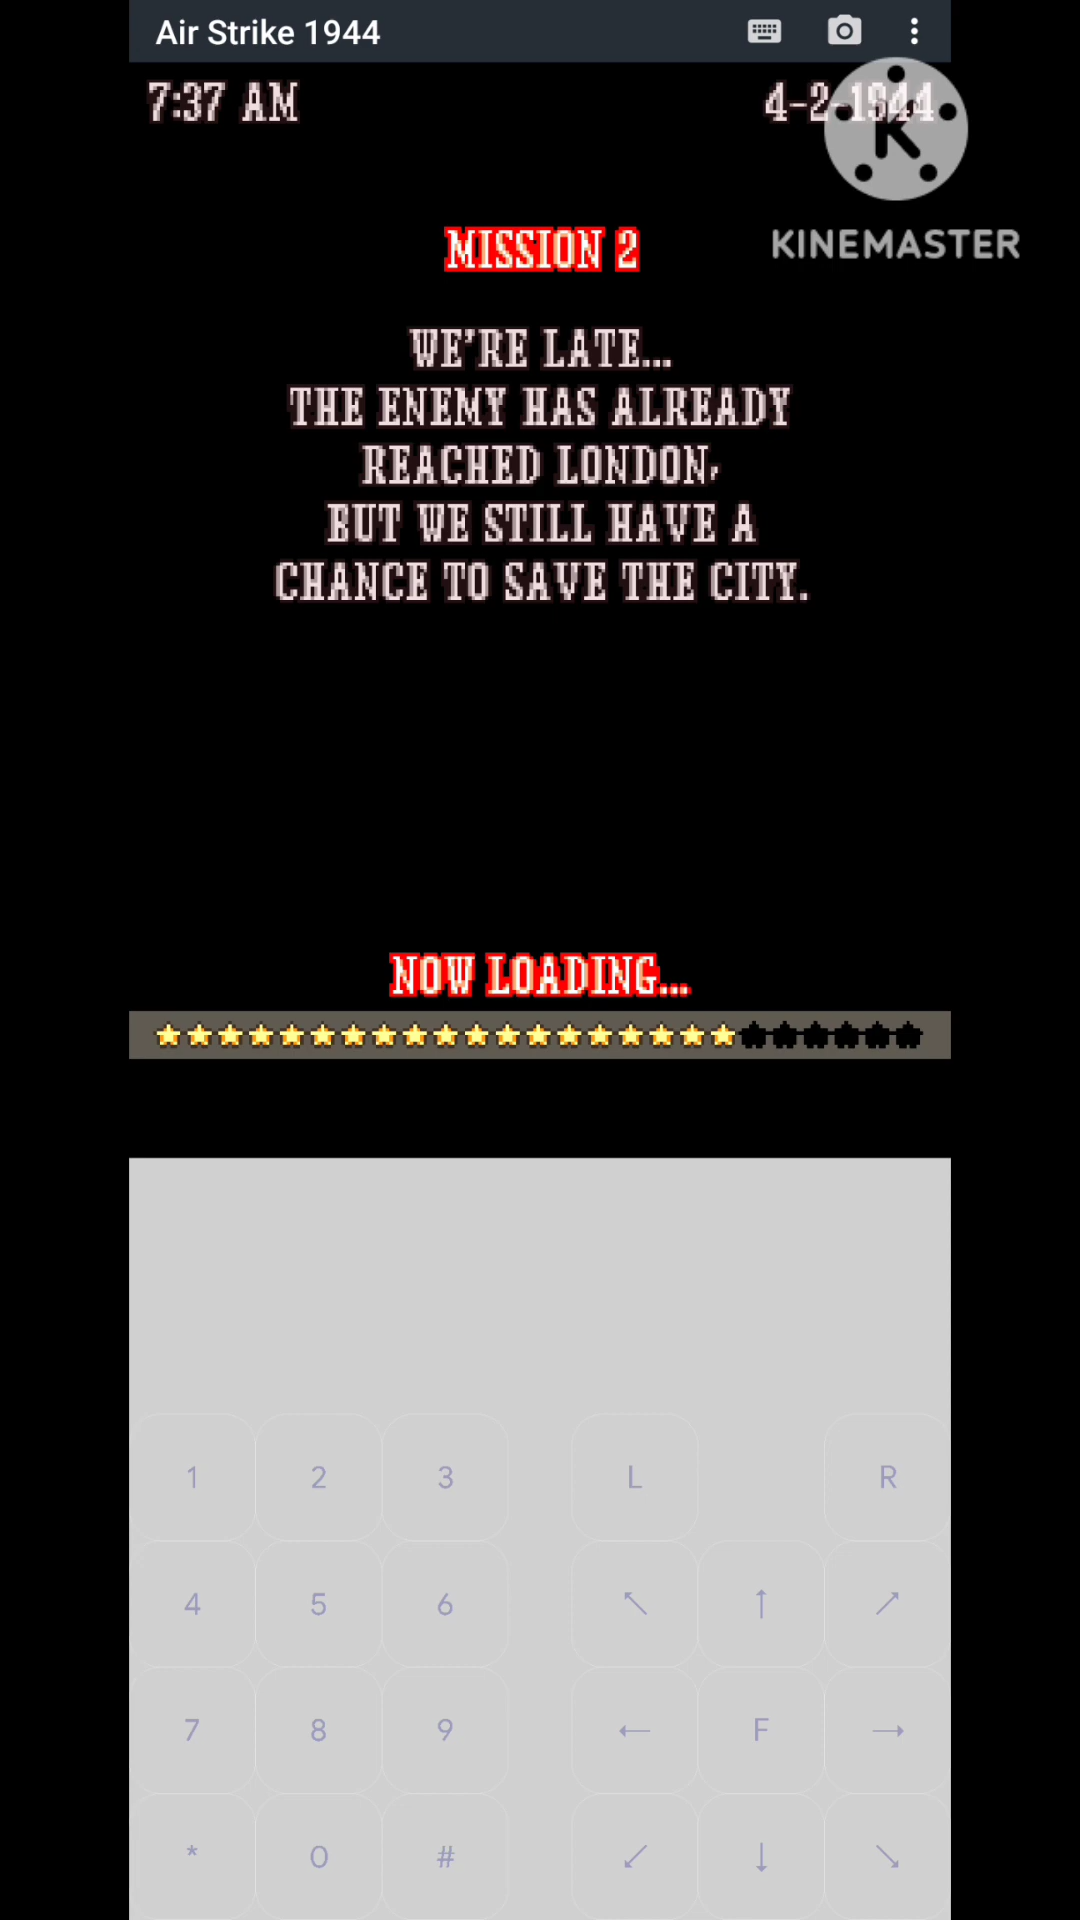 Air Strike 1944
7:37 AM 4-2-1944
KINEMASTER
MISSION 2
WE'RE LATE...
THE ENEMY HAS ALREADY
REACHED LONDON,
BUT WE STILL HAVE A
CHANCE TO SAVE THE CITY.
NOW LOADING...
1 2 3 L R
4 5 6 ↖ ↑ ↗
7 8 9 ← F →
* 0 # ↙ ↓ ↘